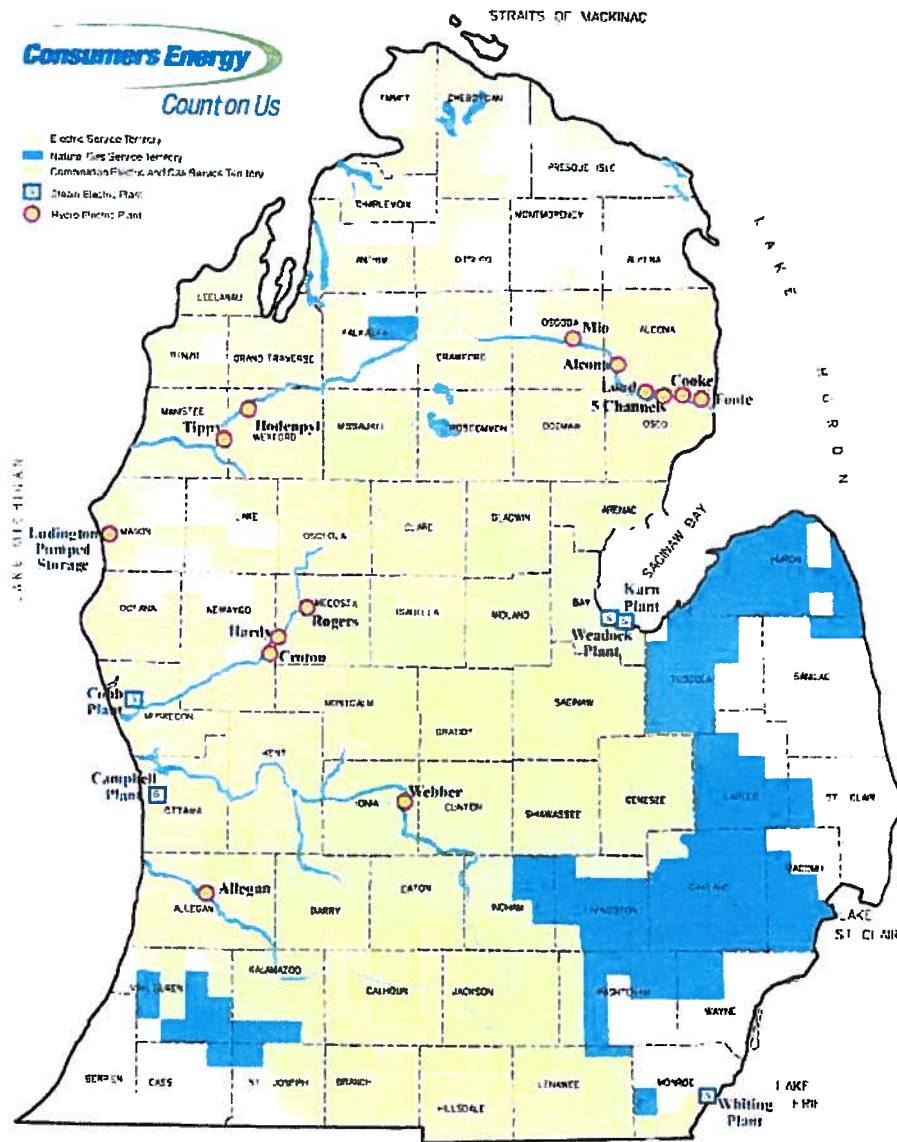 STRAITS OF MACKINAC
Consumers Energy
Count on Us
Electric Service Territory
Natural Gas Service Territory
Combination Electric and Gas Service Territory
Steam Electric Plant
Hydro Electric Plant
EMMET
CHEBOYGAN
PRESQUE ISLE
CHARLEVOIX
MONTMORENCY
ANTRIM
OTSEGO
ALPENA
LAKE HURON
LEELANAU
BENZIE
GRAND TRAVERSE
KALKASKA
CRAWFORD
OSCODA
Mio
ALCONA
Alcona
Loud
Cooke
5 Channels
Foote
MANISTEE
Tippy
Hodenpyl
WEXFORD
MISSAUKEE
ROSCOMMON
OGEMAW
IOSCO
LAKE MICHIGAN
Ludington
Pumped
Storage
MASON
LAKE
OSCEOLA
CLARE
GLADWIN
ARENAC
SAGINAW BAY
HURON
OCEANA
NEWAYGO
MECOSTA
Rogers
ISABELLA
MIDLAND
BAY
Karn
Plant
Weadock
Plant
Hardy
Croton
TUSCOLA
SANILAC
Cobb
Plant
MUSKEGON
MONTCALM
GRATIOT
SAGINAW
KENT
Campbell
Plant
OTTAWA
IONIA
Webber
CLINTON
SHIAWASSEE
GENESEE
LAPEER
ST CLAIR
Allegan
ALLEGAN
BARRY
EATON
INGHAM
LIVINGSTON
OAKLAND
MACOMB
LAKE
ST CLAIR
VAN BUREN
KALAMAZOO
CALHOUN
JACKSON
WASHTENAW
WAYNE
BERRIEN
CASS
ST JOSEPH
BRANCH
HILLSDALE
LENAWEE
MONROE
Whiting
Plant
LAKE
ERIE